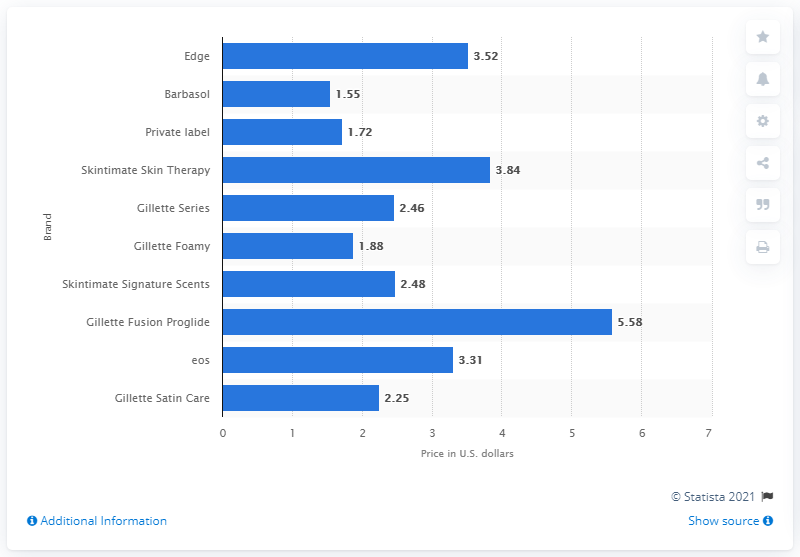 Edge 3.52
Barbasol 1.55
Private label 1.72
Skintimate Skin Therapy 3.84
Gillette Series 2.46
Brand
Gillette Foamy 1.88
Skintimate Signature Scents 2.48
Gillette Fusion Proglide 5.58
eos 3.31
Gillette Satin Care 2.25
0 1 2 3 4 5 6 7
Price in U.S. dollars
© Statista 2021
Additional Information Show source